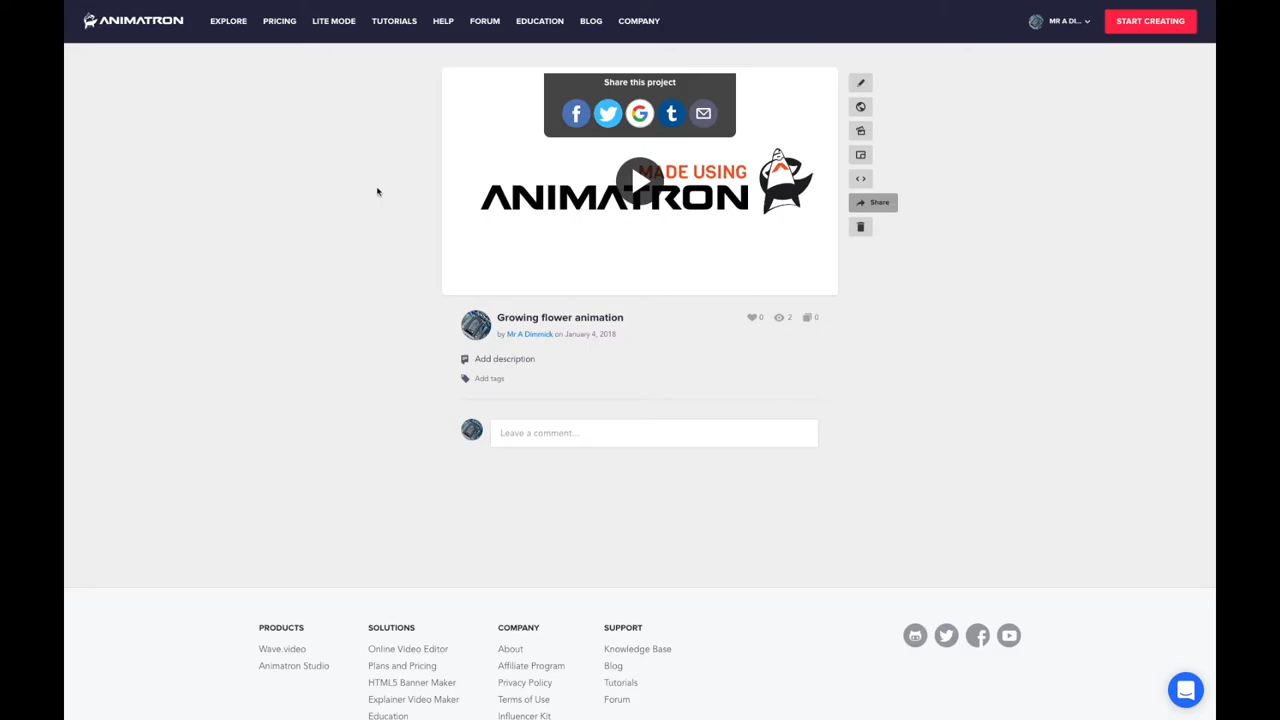 ANIMATRON EXPLORE PRICING LITE MODE TUTORIALS HELP FORUM EDUCATION BLOG COMPANY MR A DI... START CREATING
Share this project
MADE USING
ANIMATRON
Share
Growing flower animation
0 2 0
by Mr A Dimmick on January 4, 2018
Add description
Add tags
Leave a comment...
PRODUCTS SOLUTIONS COMPANY SUPPORT
Wave.video Online Video Editor About Knowledge Base
Animatron Studio Plans and Pricing Affiliate Program Blog
HTML5 Banner Maker Privacy Policy Tutorials
Explainer Video Maker Terms of Use Forum
Education Influencer Kit